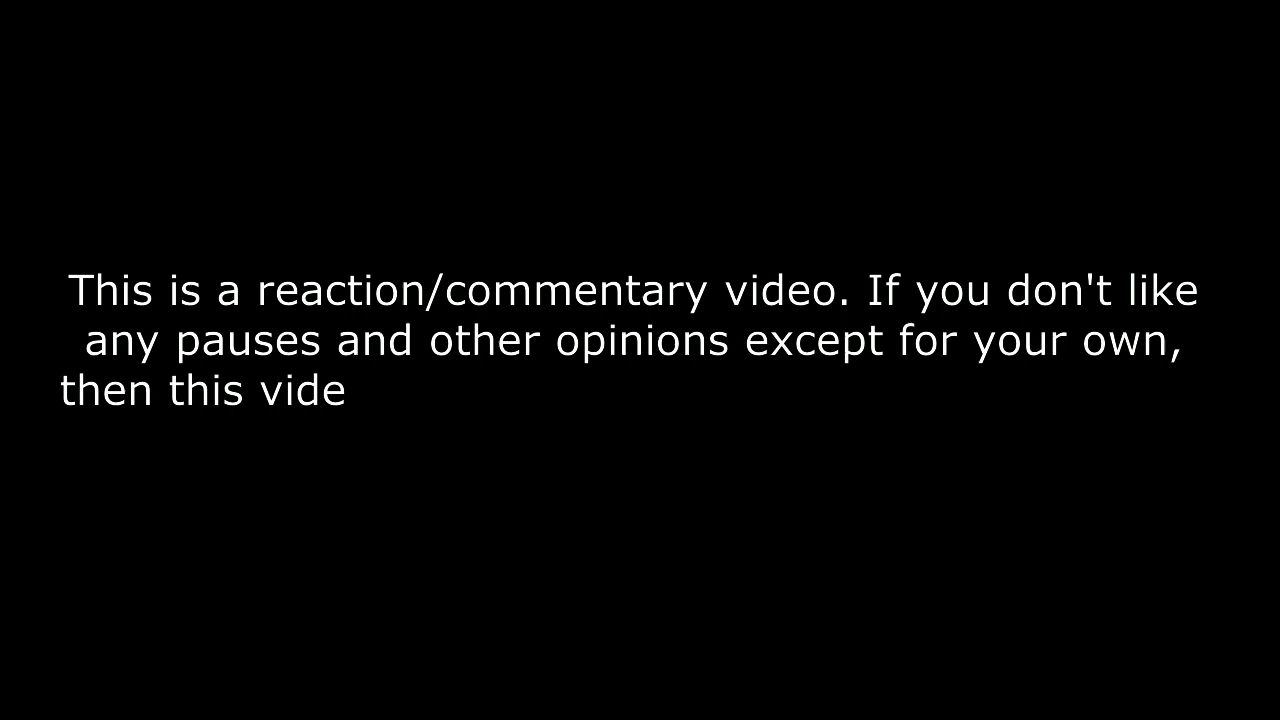 This is a reaction/commentary video. If you don't like
any pauses and other opinions except for your own,
then this vide